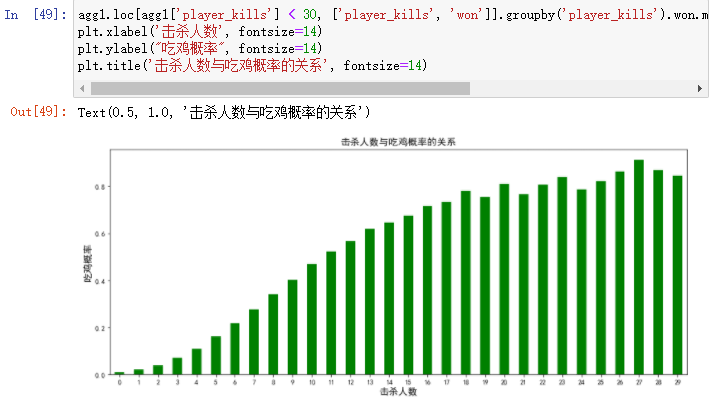 In [49]: agg1.loc[agg1['player_kills'] < 30, ['player_kills', 'won']].groupby('player_kills').won.m
plt.xlabel('击杀人数', fontsize=14)
plt.ylabel("吃鸡概率", fontsize=14)
plt.title('击杀人数与吃鸡概率的关系', fontsize=14)
Out[49]: Text(0.5, 1.0, '击杀人数与吃鸡概率的关系')
击杀人数与吃鸡概率的关系
0.8
0.6
0.4
0.2
0.0
吃鸡概率
0 1 2 3 4 5 6 7 8 9 10 11 12 13 14 15 16 17 18 19 20 21 22 23 24 25 26 27 28 29
击杀人数